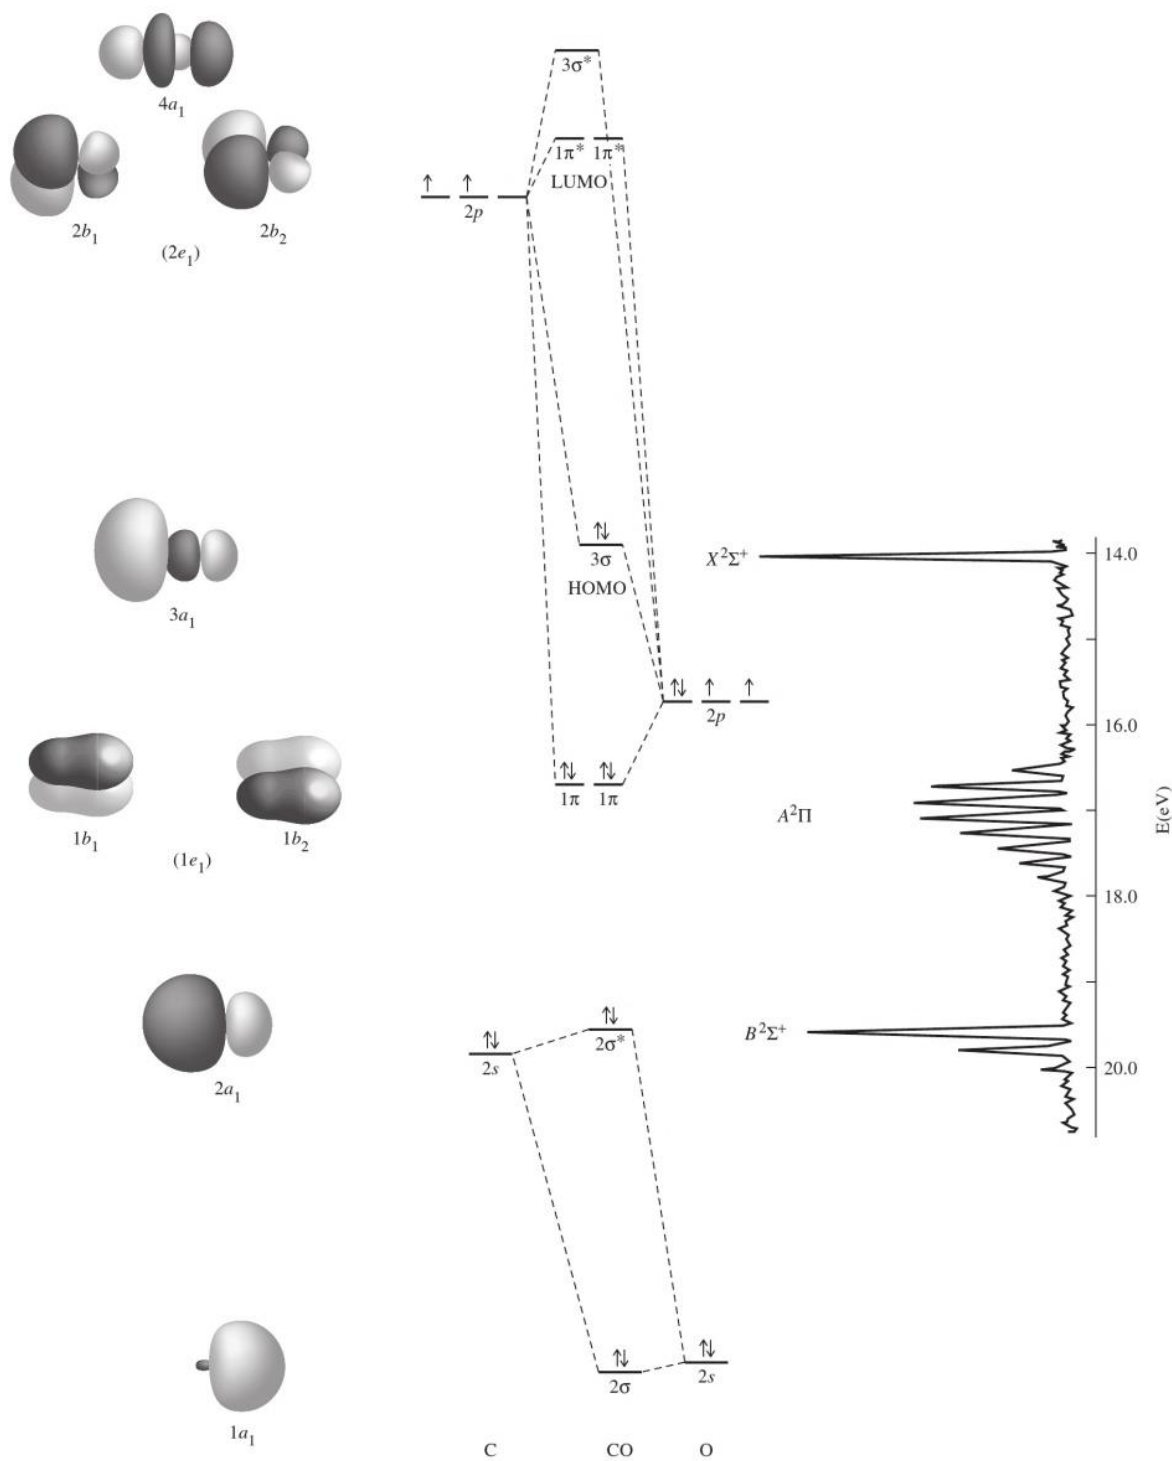 3σ*
4a₁
1π* 1π*
LUMO
2p
2b₁
2b₂
(2e₁)
X²Σ⁺
14.0
3σ
HOMO
3a₁
2p
16.0
1π 1π
A²Π
E(eV)
1b₁
1b₂
(1e₁)
18.0
B²Σ⁺
2σ*
2s
20.0
2a₁
2σ
2s
1a₁
C CO O